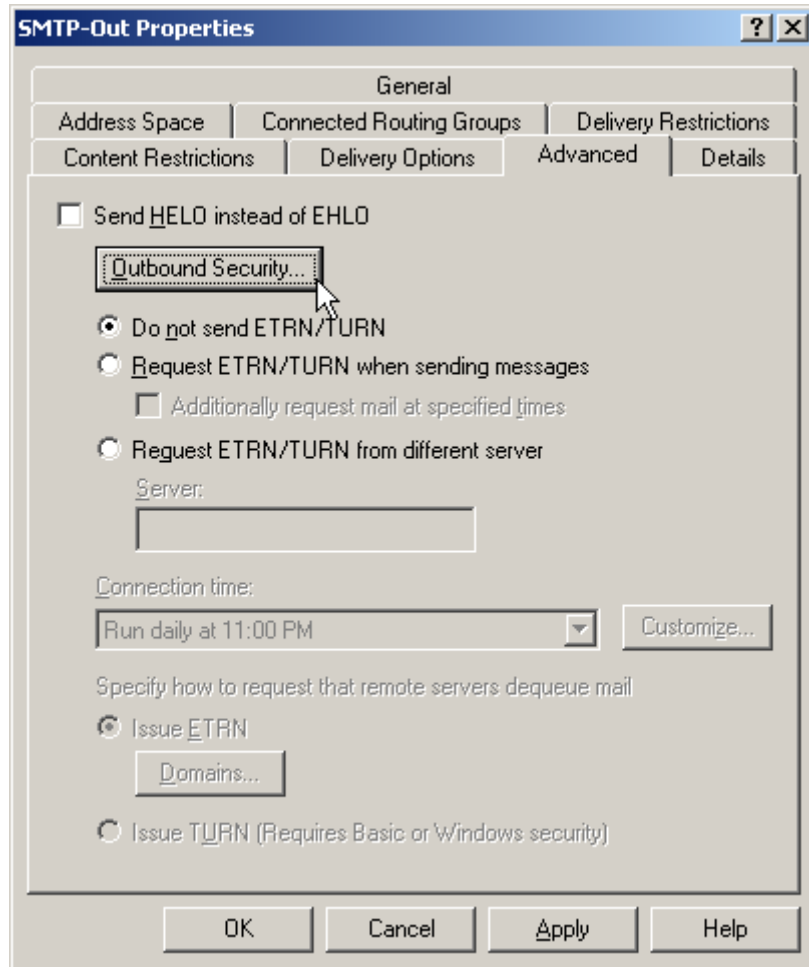 SMTP-Out Properties
General
Address Space Connected Routing Groups Delivery Restrictions
Content Restrictions Delivery Options Advanced Details
Send HELO instead of EHLO
Outbound Security...
Do not send ETRN/TURN
Request ETRN/TURN when sending messages
Additionally request mail at specified times
Reguest ETRN/TURN from different server
Server:
Connection time:
Run daily at 11:00 PM Customize...
Specify how to request that remote servers dequeue mail
Issue ETRN
Domains...
Issue TURN (Requires Basic or Windows security)
OK Cancel Apply Help